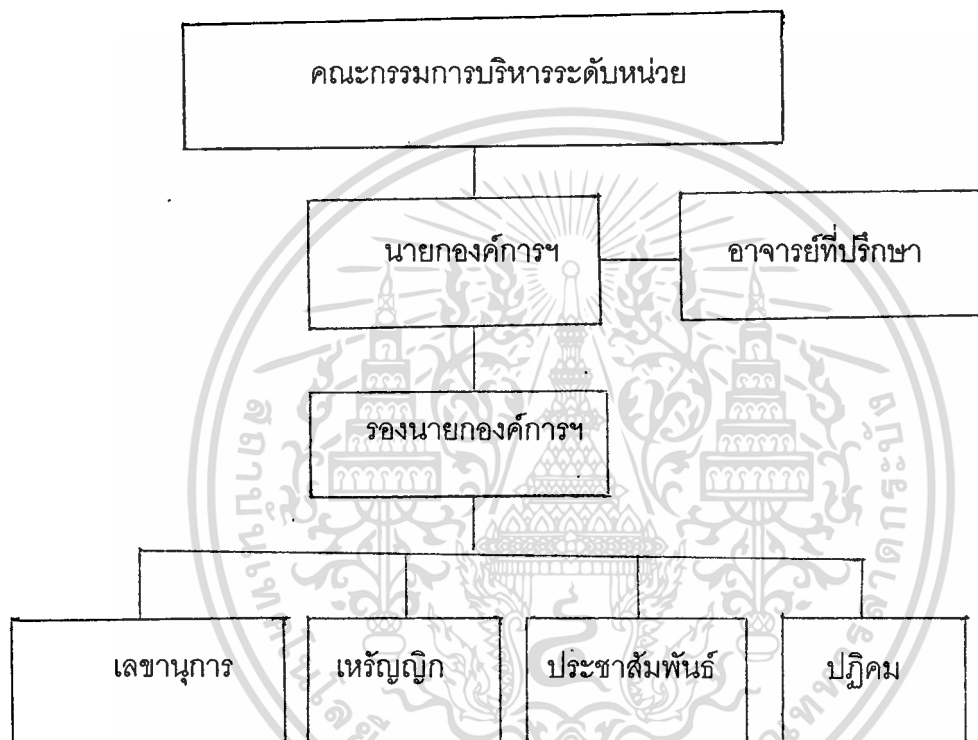 คณะกรรมการบริหารระดับหน่วย
นายกองค์การฯ
อาจารย์ที่ปรึกษา
รองนายกองค์การฯ
เลขานุการ
เหรัญญิก
ประชาสัมพันธ์
ปฏิคม